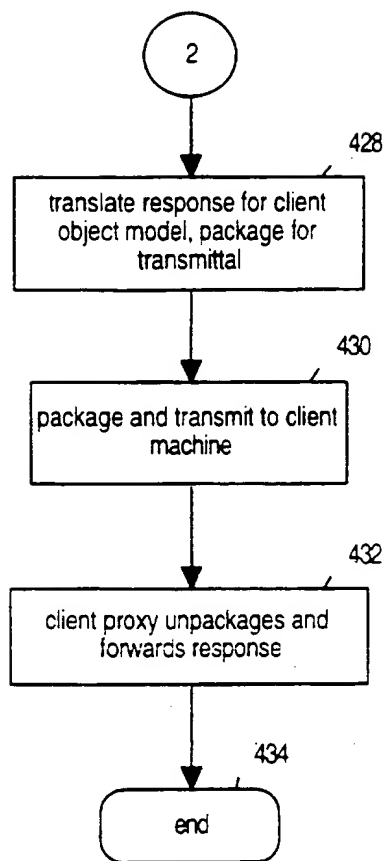 2
428
translate response for client
object model, package for
transmittal
430
package and transmit to client
machine
432
client proxy unpackages and
forwards response
434
end